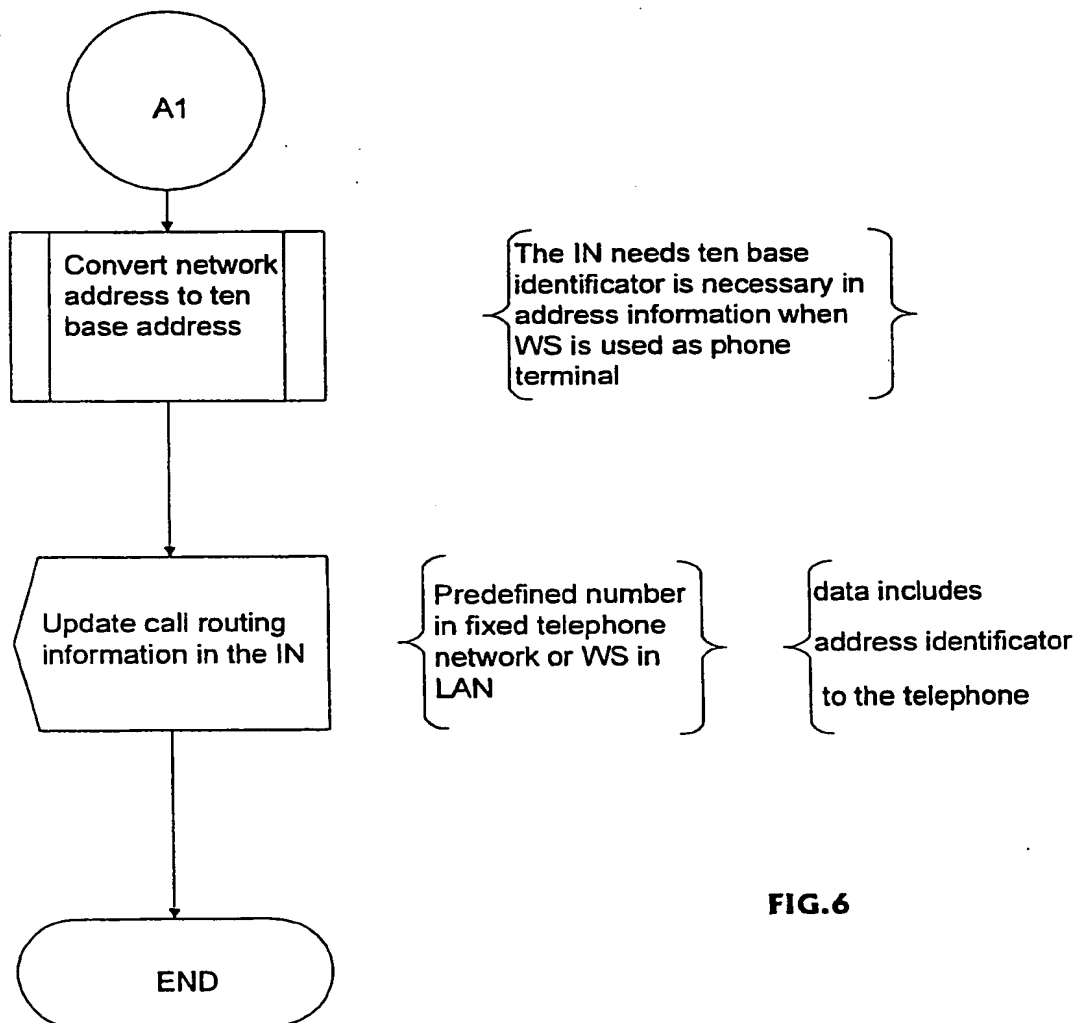 A1
Convert network
address to ten
base address
The IN needs ten base
identificator is necessary in
address information when
WS is used as phone
terminal
Update call routing
information in the IN
Predefined number
in fixed telephone
network or WS in
LAN
data includes
address identificator
to the telephone
FIG.6
END